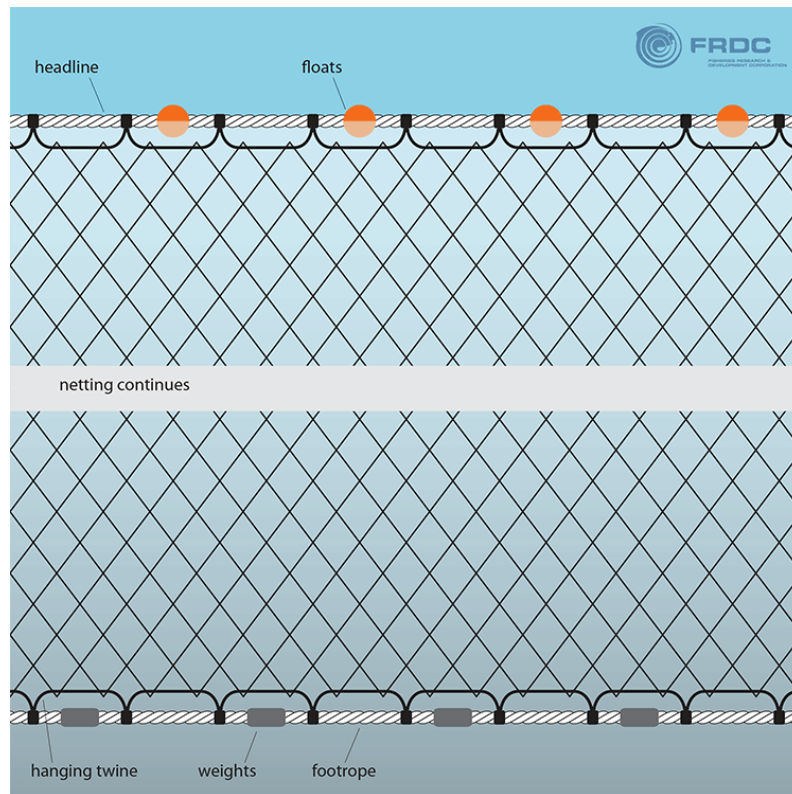 FRDC
FISHERIES RESEARCH &
DEVELOPMENT CORPORATION
headline
floats
netting continues
hanging twine
weights
footrope